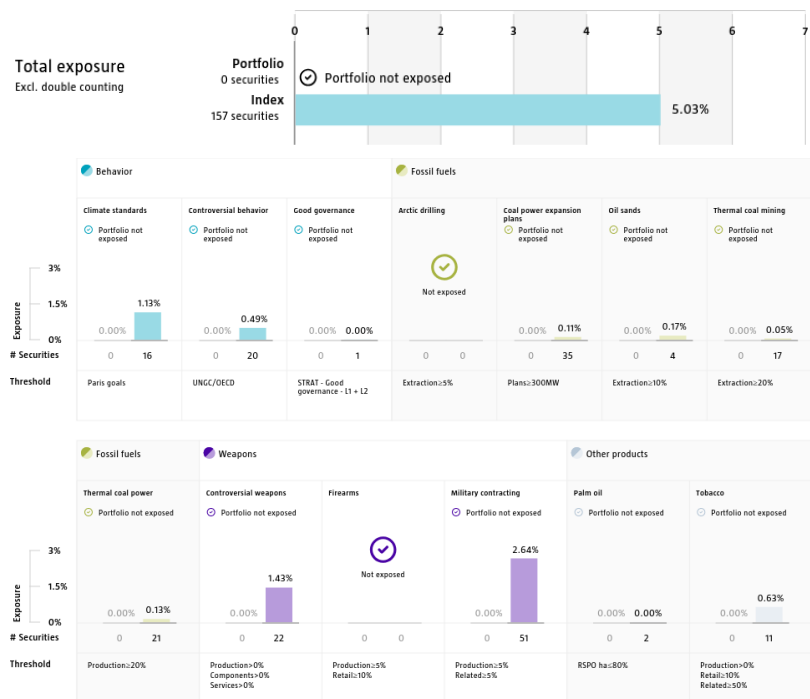 0 1 2 3 4 5 6 7
Total exposure
Excl. double counting
Portfolio
0 securities
Portfolio not exposed
Index
157 securities
5.03%
Behavior
Fossil fuels
Climate standards
Portfolio not
exposed
Controversial behavior
Portfolio not
exposed
Good governance
Portfolio not
exposed
Arctic drilling
Not exposed
Coal power expansion
plans
Portfolio not
exposed
Oil sands
Portfolio not
exposed
Thermal coal mining
Portfolio not
exposed
Exposure
3%
1.5%
0%
0.00% 1.13%
0.00% 0.49%
0.00% 0.00%
0.00% 0.11%
0.00% 0.17%
0.00% 0.05%
# Securities 0 16 0 20 0 1 0 0 0 35 0 4 0 17
Threshold
Paris goals
UNGC/OECD
STRAT - Good
governance - L1 + L2
Extraction≥5%
Plans≥300MW
Extraction≥10%
Extraction≥20%
Fossil fuels
Weapons
Other products
Thermal coal power
Portfolio not exposed
Controversial weapons
Portfolio not exposed
Firearms
Not exposed
Military contracting
Portfolio not exposed
Palm oil
Portfolio not exposed
Tobacco
Portfolio not exposed
Exposure
3%
1.5%
0%
0.00% 0.13%
0.00% 1.43%
0.00% 2.64%
0.00% 0.00%
0.00% 0.63%
# Securities 0 21 0 22 0 0 0 51 0 2 0 11
Threshold
Production≥20%
Production>0%
Components>0%
Services>0%
Production≥5%
Retail≥10%
Production≥5%
Related≥5%
RSPO ha≤80%
Production>0%
Retail≥10%
Related≥50%